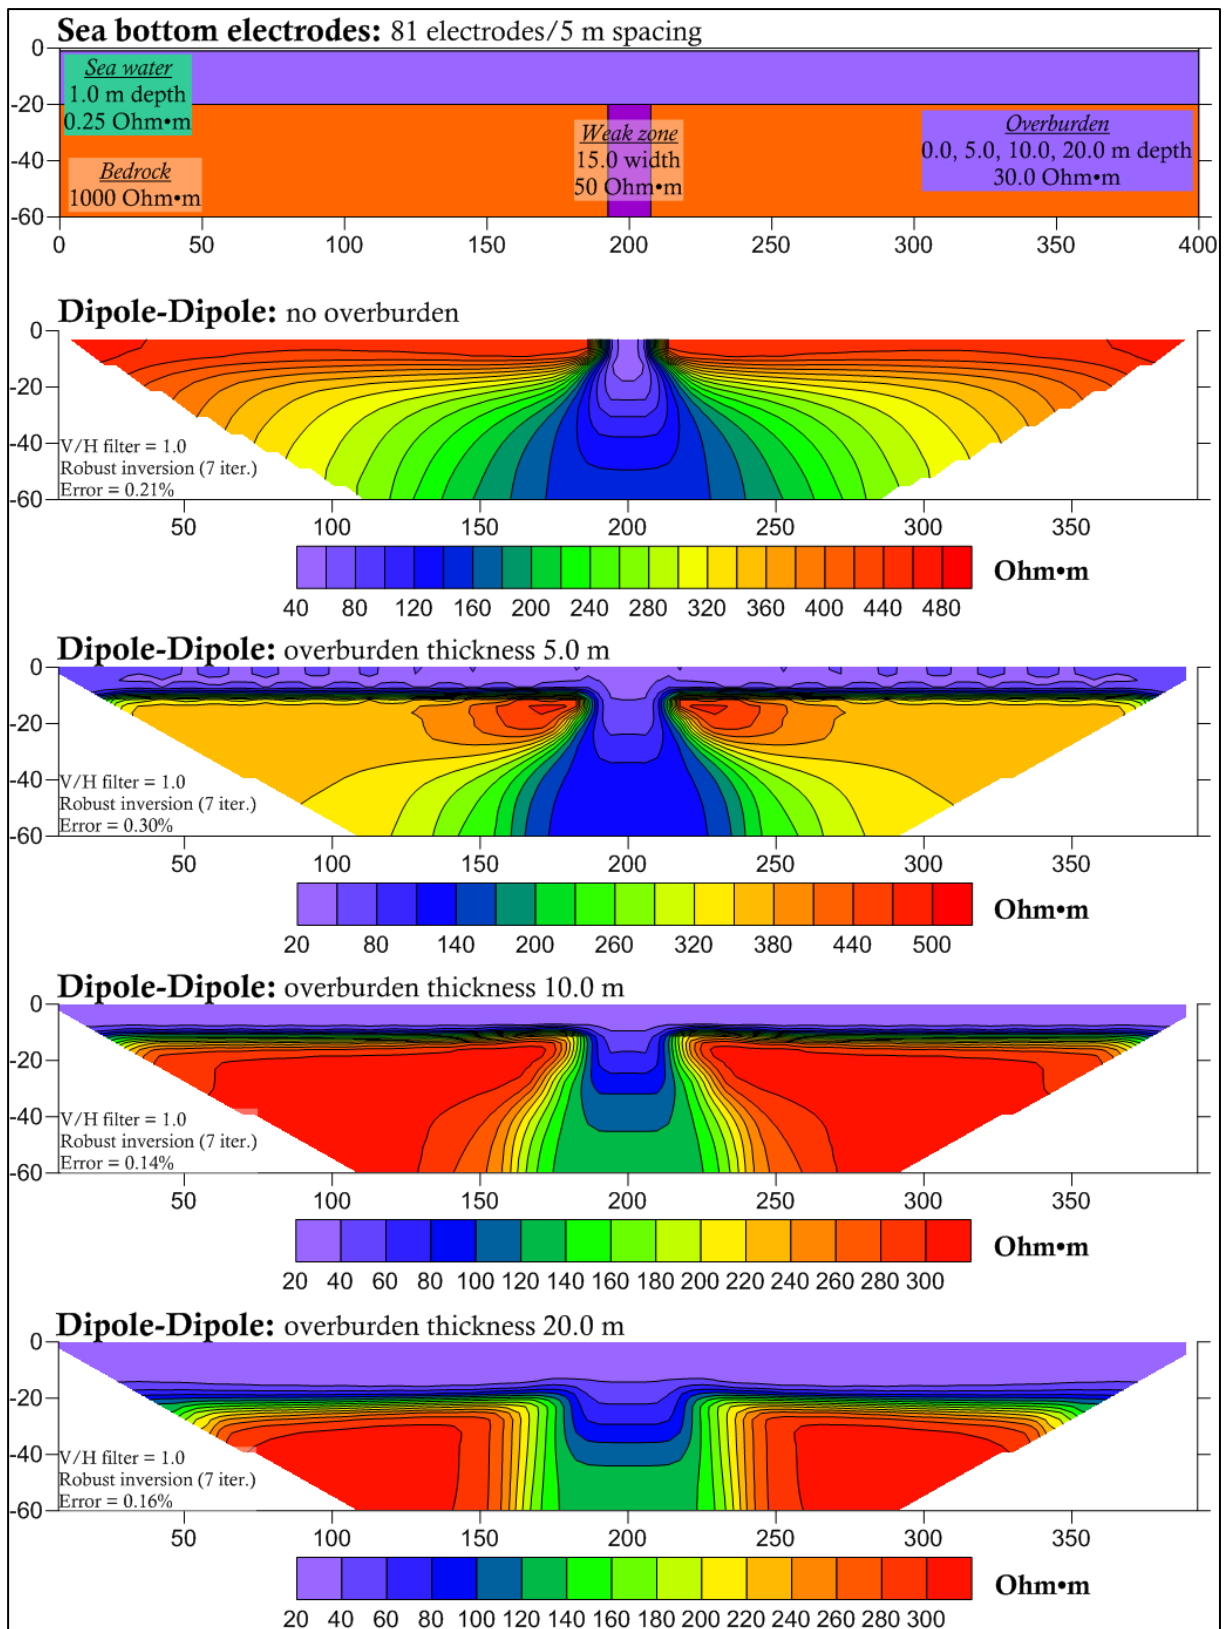 Sea bottom electrodes: 81 electrodes/5 m spacing
0
Sea water
1.0 m depth
0.25 Ohm•m
-20
Overburden
0.0, 5.0, 10.0, 20.0 m depth
30.0 Ohm•m
Weak zone
15.0 width
50 Ohm•m
-40
Bedrock
1000 Ohm•m
-60
0 50 100 150 200 250 300 350 400
Dipole-Dipole: no overburden
0
-20
-40
V/H filter = 1.0
Robust inversion (7 iter.)
Error = 0.21%
-60
50 100 150 200 250 300 350
Ohm•m
40 80 120 160 200 240 280 320 360 400 440 480
Dipole-Dipole: overburden thickness 5.0 m
0
-20
-40
V/H filter = 1.0
Robust inversion (7 iter.)
Error = 0.30%
-60
50 100 150 200 250 300 350
Ohm•m
20 80 140 200 260 320 380 440 500
Dipole-Dipole: overburden thickness 10.0 m
0
-20
-40
V/H filter = 1.0
Robust inversion (7 iter.)
Error = 0.14%
-60
50 100 150 200 250 300 350
Ohm•m
20 40 60 80 100 120 140 160 180 200 220 240 260 280 300
Dipole-Dipole: overburden thickness 20.0 m
0
-20
-40
V/H filter = 1.0
Robust inversion (7 iter.)
Error = 0.16%
-60
50 100 150 200 250 300 350
Ohm•m
20 40 60 80 100 120 140 160 180 200 220 240 260 280 300